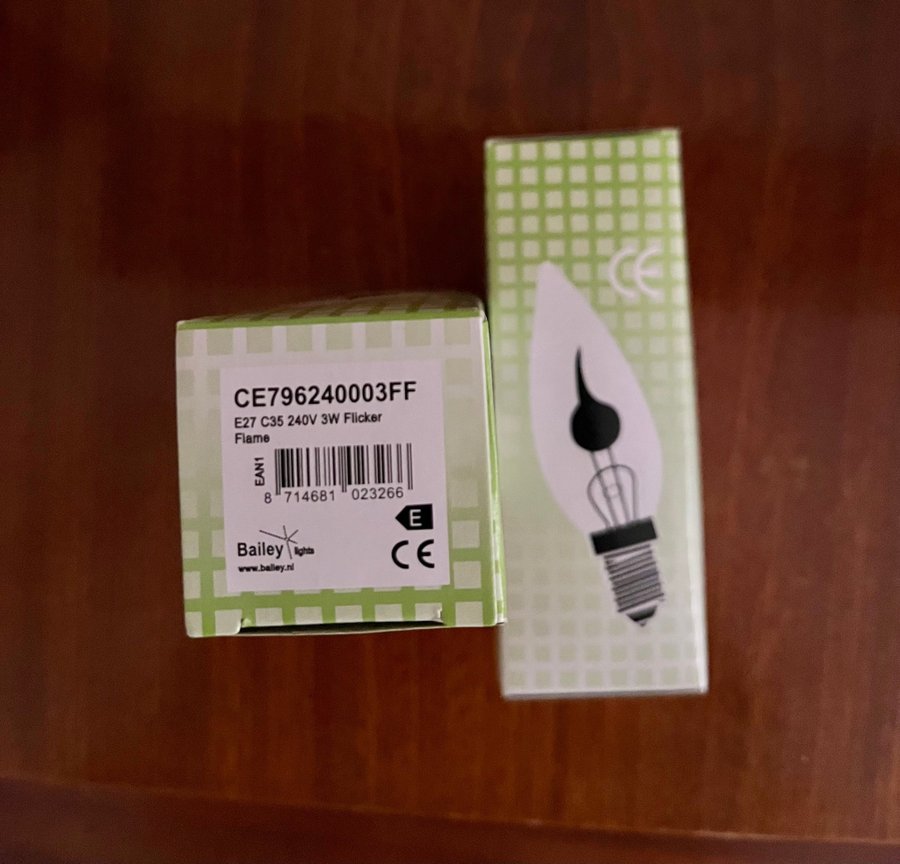 CE796240003FF
E27 C35 240V 3W Flicker
Flame
EAN1
8 714681 023266
E
Bailey lights
www.bailey.nl
CE
CE